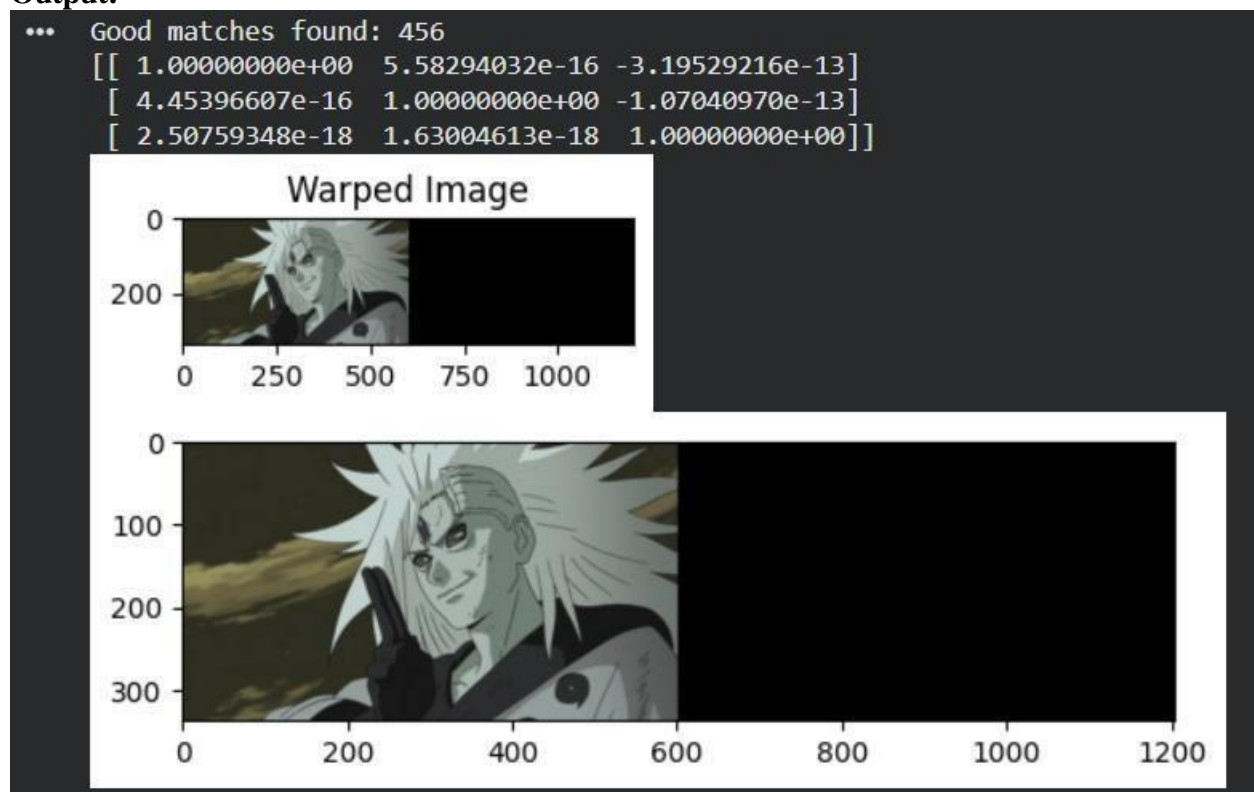 Output:
••• Good matches found: 456
[[ 1.00000000e+00 5.58294032e-16 -3.19529216e-13]
[ 4.45396607e-16 1.00000000e+00 -1.07040970e-13]
[ 2.50759348e-18 1.63004613e-18 1.00000000e+00]]
Warped Image
0
200
0 250 500 750 1000
0
100
200
300
0 200 400 600 800 1000 1200